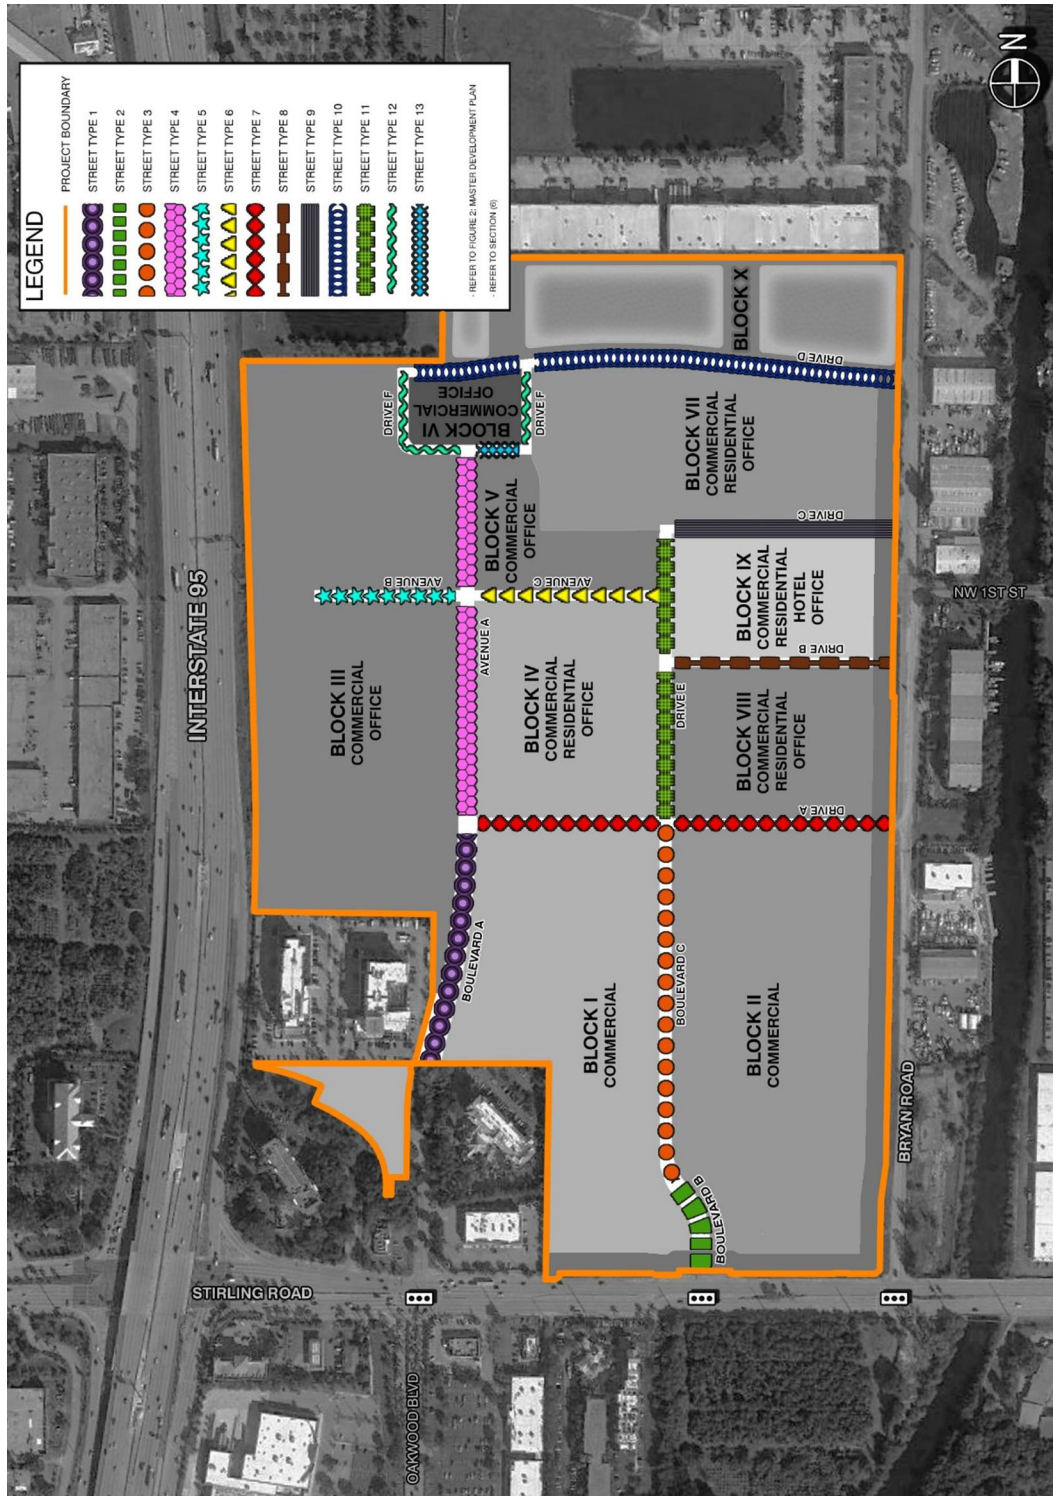 N
LEGEND
PROJECT BOUNDARY
STREET TYPE 1
STREET TYPE 2
STREET TYPE 3
STREET TYPE 4
STREET TYPE 5
STREET TYPE 6
STREET TYPE 7
STREET TYPE 8
STREET TYPE 9
STREET TYPE 10
STREET TYPE 11
STREET TYPE 12
STREET TYPE 13
- REFER TO FIGURE 2: MASTER DEVELOPMENT PLAN
- REFER TO SECTION (6)
INTERSTATE 95
BLOCK III
COMMERCIAL
OFFICE
AVENUE B
DRIVE F
BLOCK VI
COMMERCIAL
OFFICE
DRIVE F
BOULEVARD A
AVENUE A
BLOCK V
COMMERCIAL
OFFICE
BLOCK IV
COMMERCIAL
RESIDENTIAL
OFFICE
AVENUE C
BLOCK I
COMMERCIAL
BOULEVARD C
DRIVE E
BLOCK X
DRIVE D
BLOCK VII
COMMERCIAL
RESIDENTIAL
OFFICE
BOULEVARD B
BLOCK II
COMMERCIAL
DRIVE A
BLOCK VIII
COMMERCIAL
RESIDENTIAL
OFFICE
DRIVE B
BLOCK IX
COMMERCIAL
RESIDENTIAL
HOTEL
OFFICE
DRIVE C
BRYAN ROAD
NW 1ST ST
STIRLING ROAD
OAKWOOD BLVD